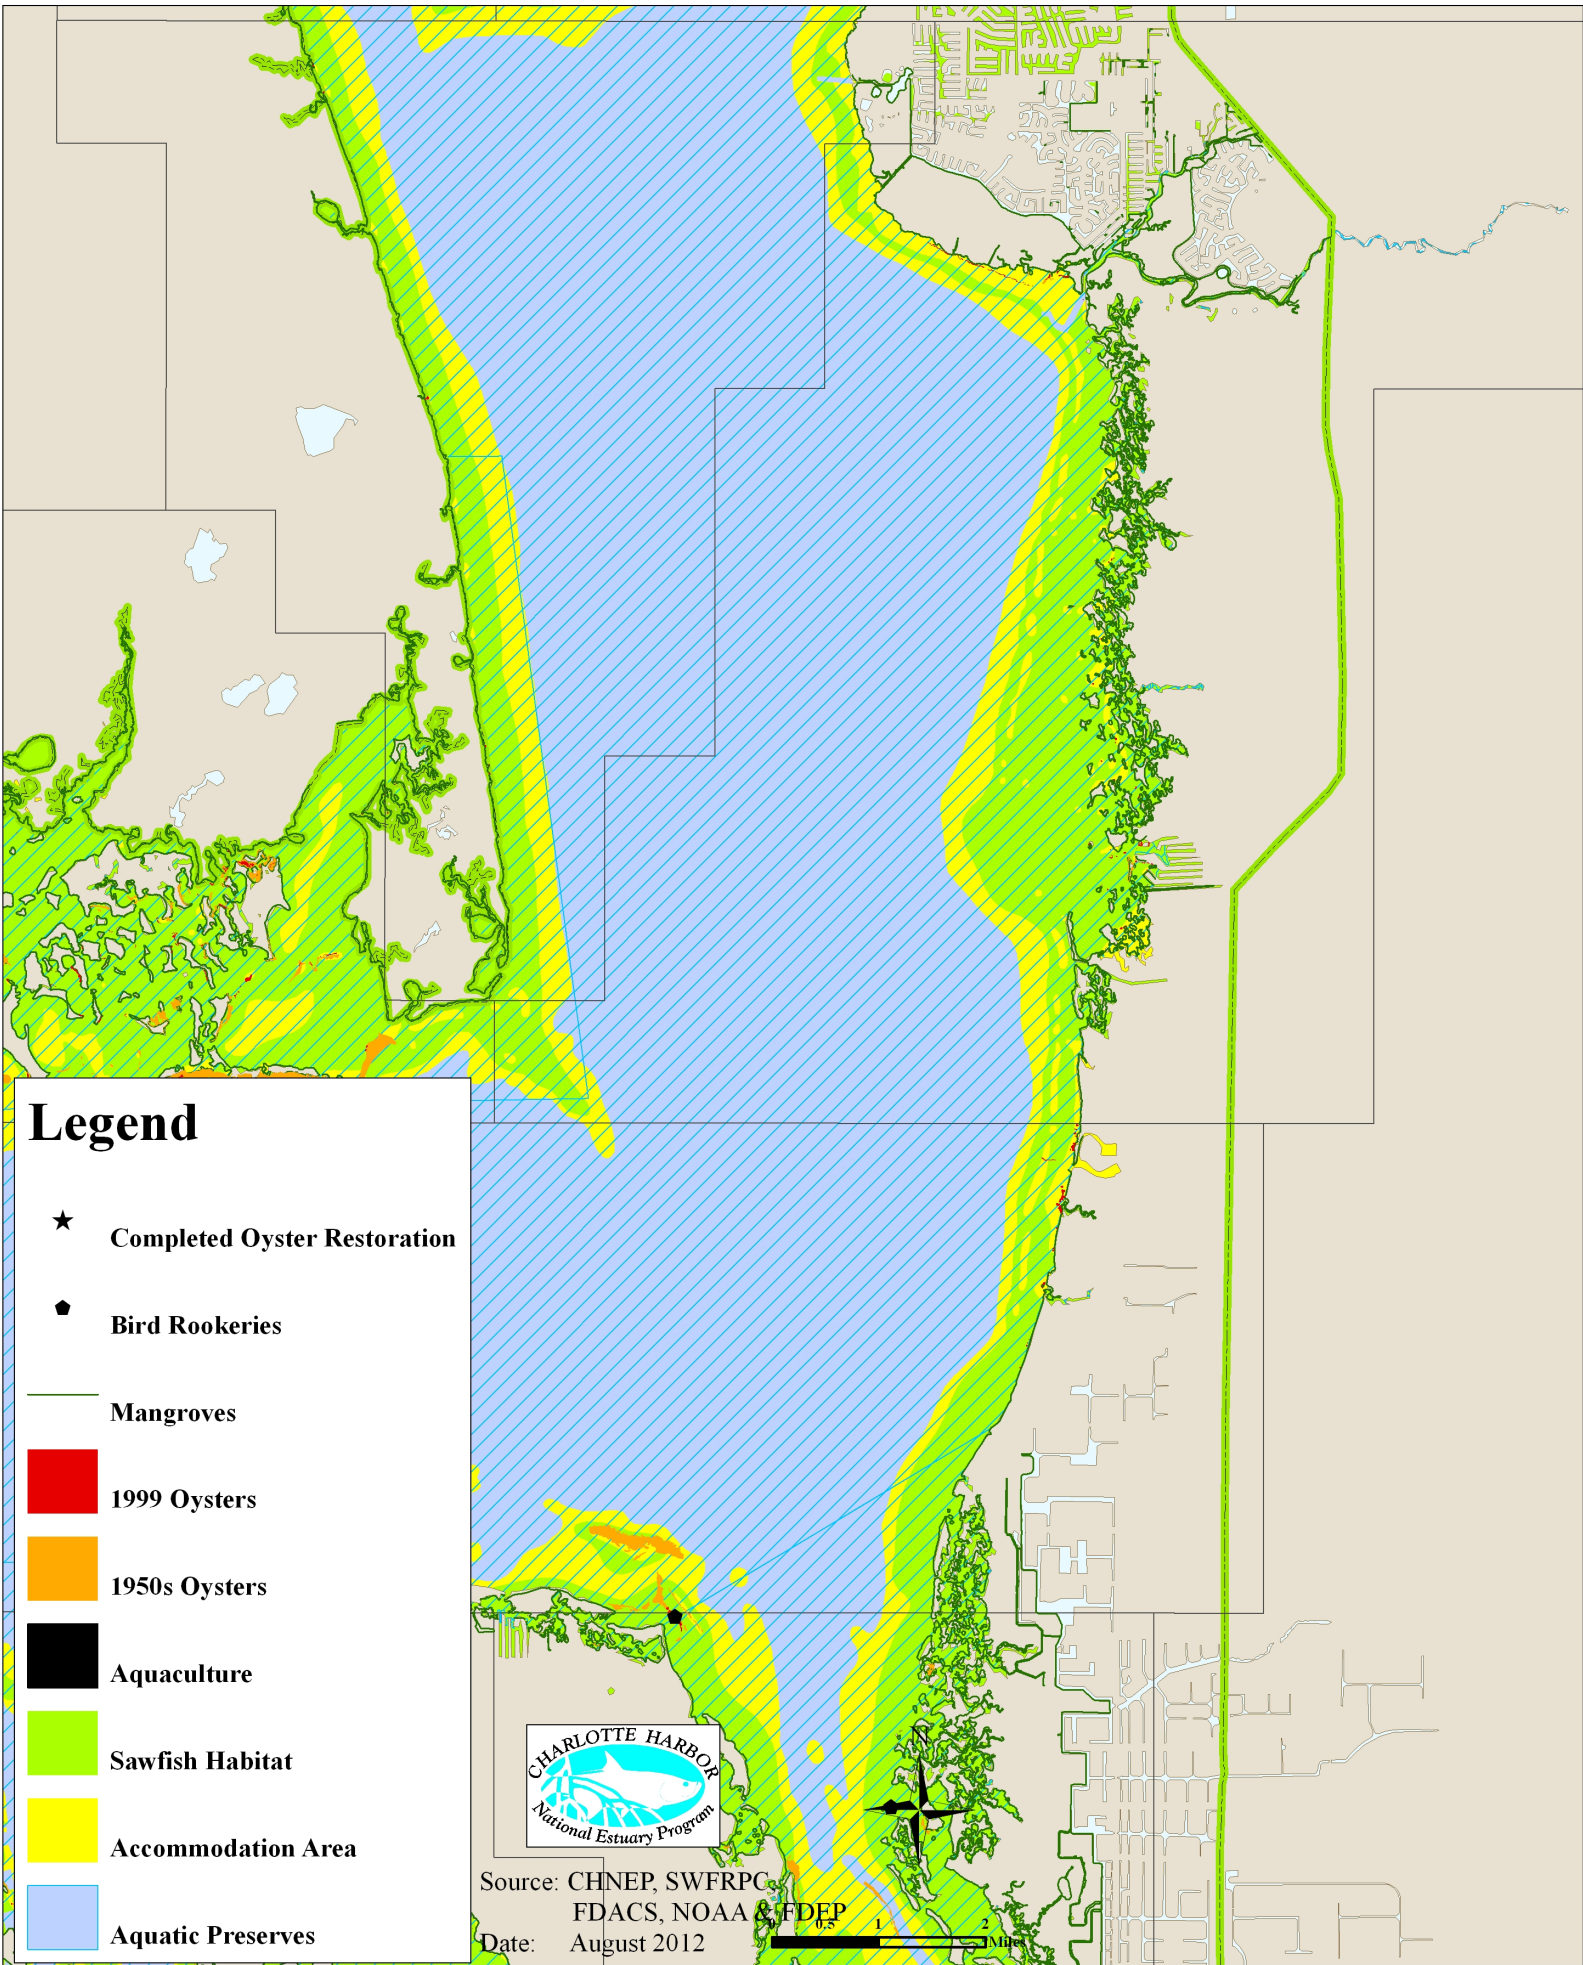 Legend
Completed Oyster Restoration
Bird Rookeries
Mangroves
1999 Oysters
1950s Oysters
Aquaculture
Sawfish Habitat
Accommodation Area
Aquatic Preserves
CHARLOTTE HARBOR
National Estuary Program
N
Source: CHNEP, SWFRPC,
FDACS, NOAA & FDEP
Date: August 2012
0 0.5 1 2
Miles